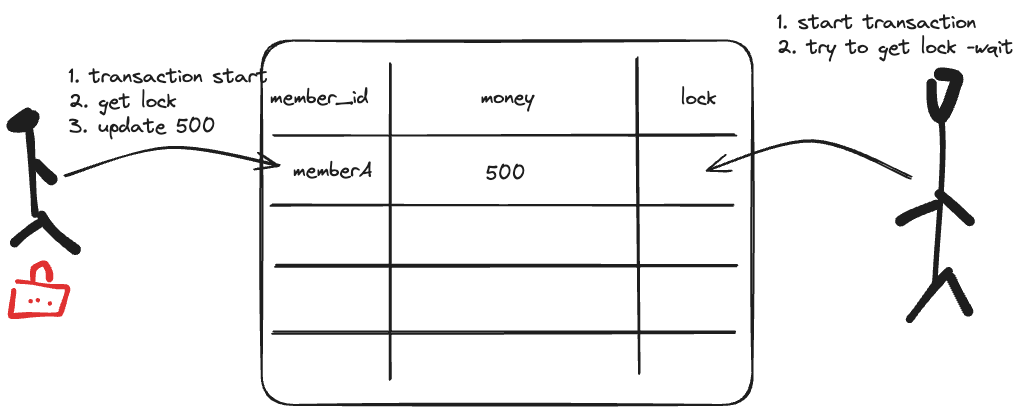 1. transaction start
2. get lock
3. update 500
1. start transaction
2. try to get lock -wait
member_id money lock
memberA 500